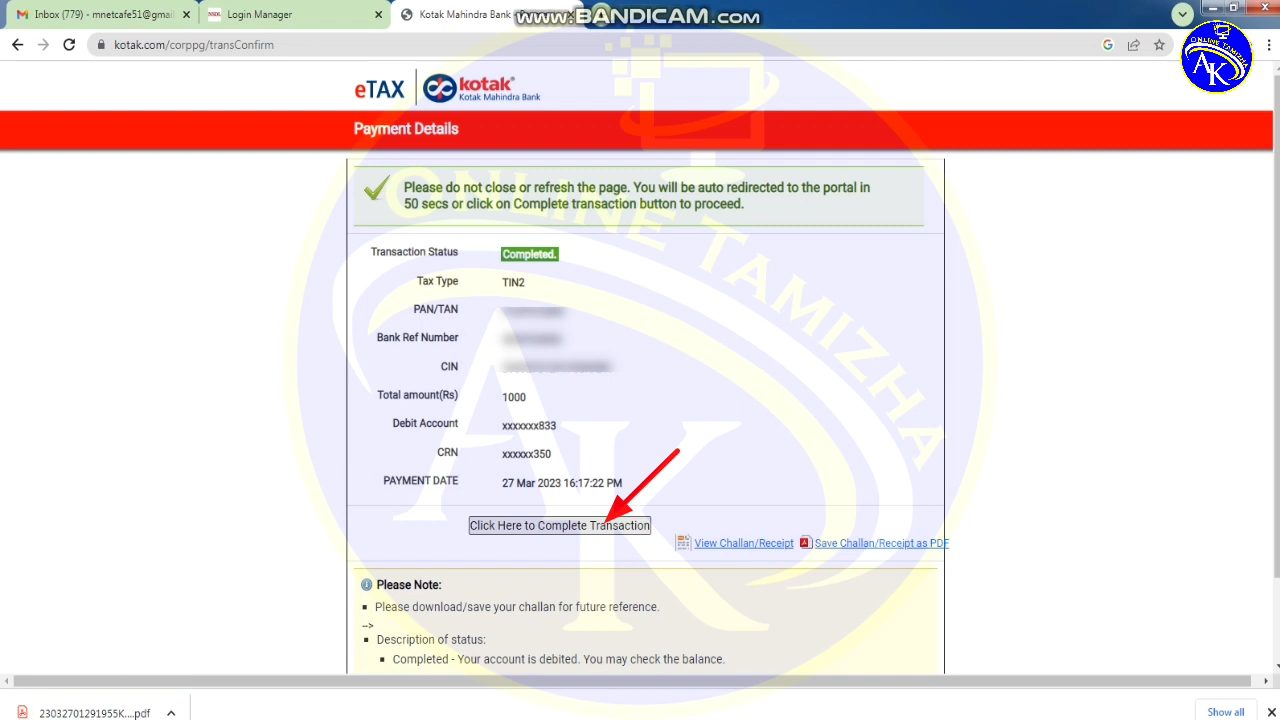 Inbox (779) - mnetcafe51@gmai
Login Manager
Kotak Mahindra Bank -
www.BANDICAM.com
kotak.com/corppg/transConfirm
ONLINE TAMIZHA
AK
eTAX
kotak
Kotak Mahindra Bank
Payment Details
Please do not close or refresh the page. You will be auto redirected to the portal in
50 secs or click on Complete transaction button to proceed.
Transaction Status Completed.
Tax Type TIN2
PAN/TAN
Bank Ref Number
CIN
Total amount(Rs) 1000
Debit Account xxxxxxx833
CRN xxxxxx350
PAYMENT DATE 27 Mar 2023 16:17:22 PM
Click Here to Complete Transaction
View Challan/Receipt Save Challan/Receipt as PDF
Please Note:
Please download/save your challan for future reference.
-->
Description of status:
Completed - Your account is debited. You may check the balance.
ONLINE TAMIZHA
AK
23032701291955K....pdf
Show all